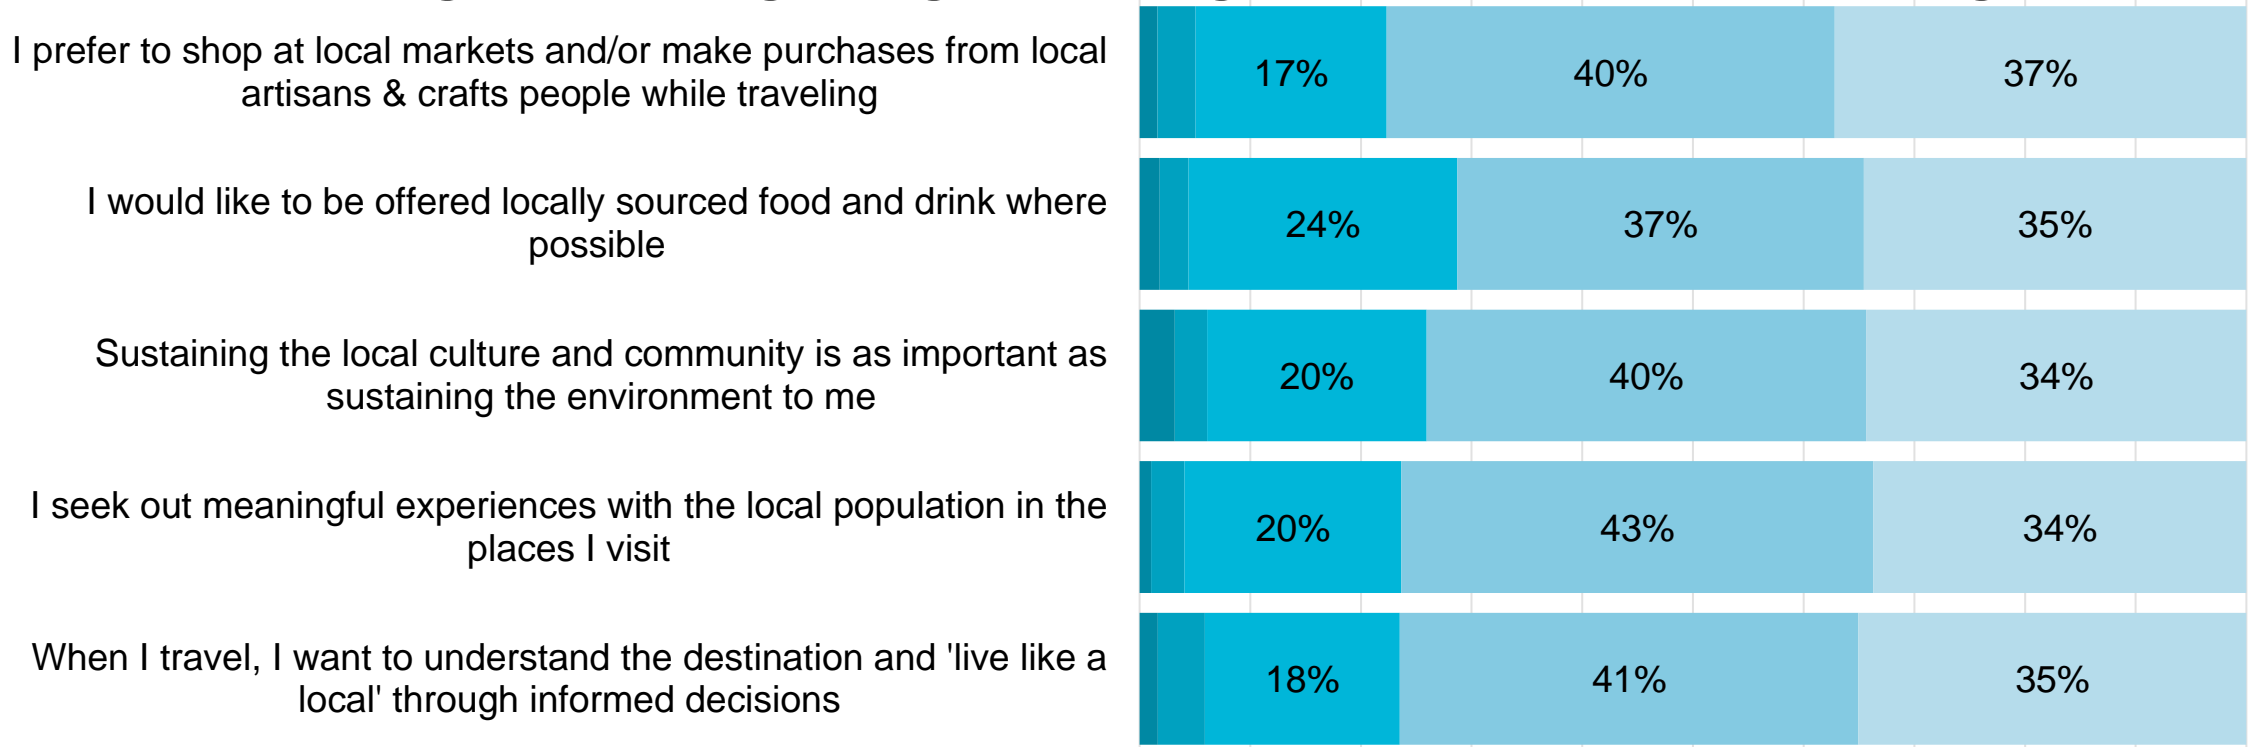 I prefer to shop at local markets and/or make purchases from local
artisans & crafts people while traveling
17% 40% 37%
I would like to be offered locally sourced food and drink where
possible
24% 37% 35%
Sustaining the local culture and community is as important as
sustaining the environment to me
20% 40% 34%
I seek out meaningful experiences with the local population in the
places I visit
20% 43% 34%
When I travel, I want to understand the destination and 'live like a
local' through informed decisions
18% 41% 35%